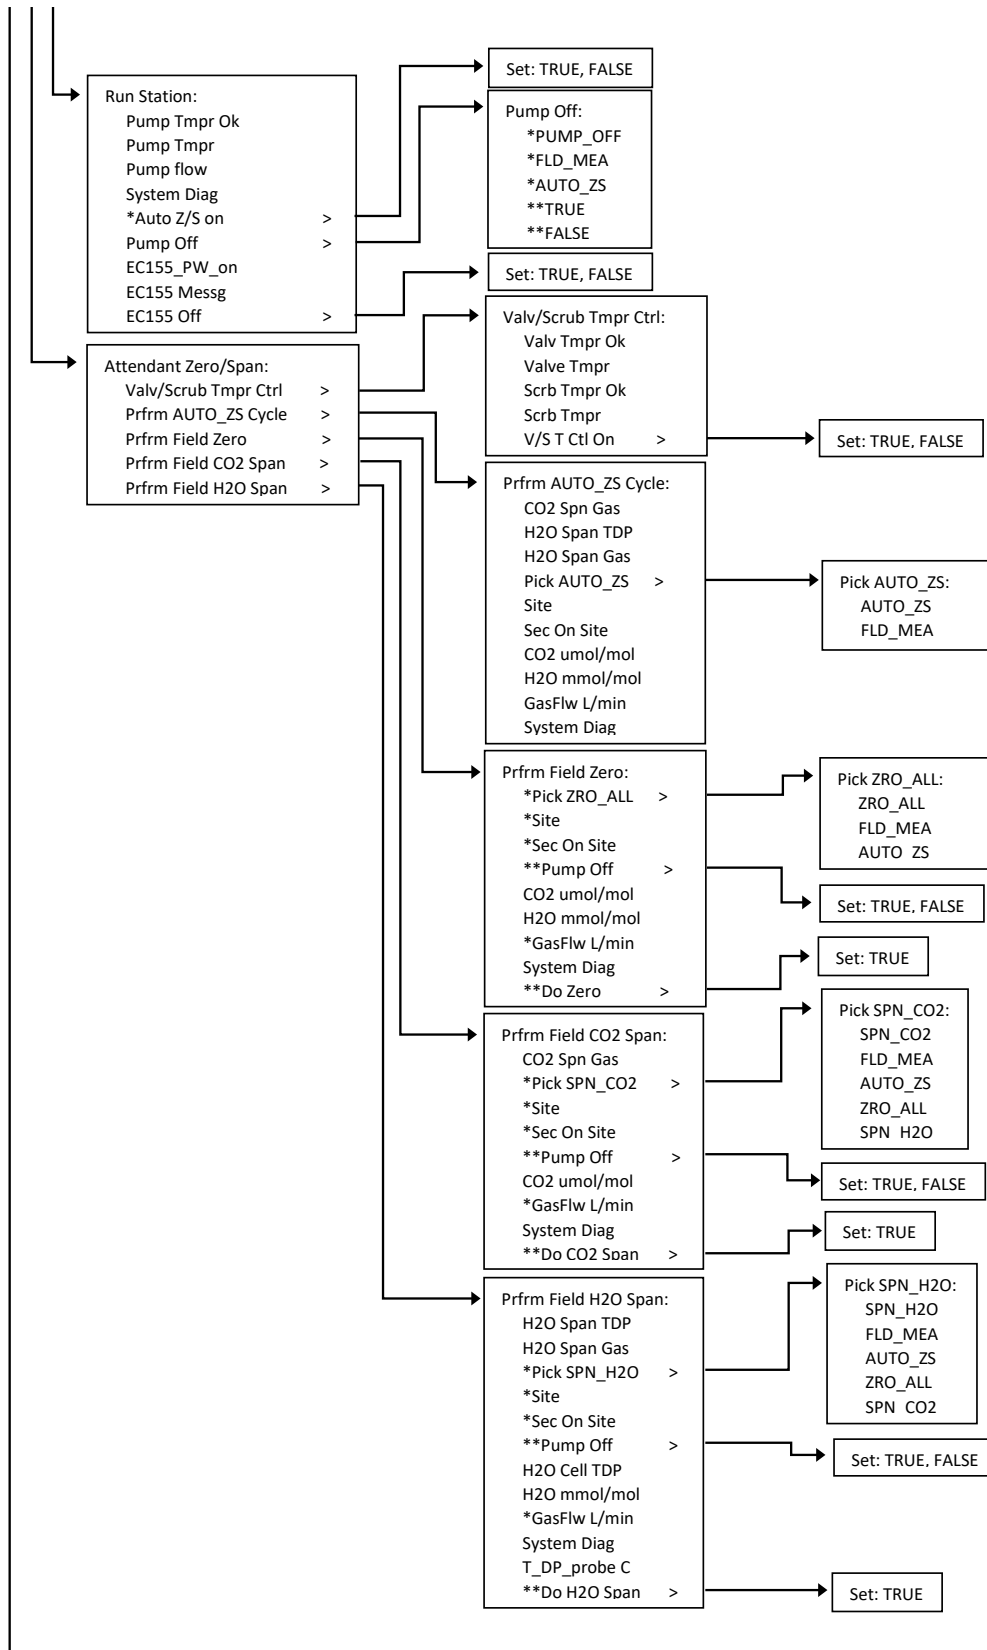 Run Station:
Pump Tmpr Ok
Pump Tmpr
Pump flow
System Diag
*Auto Z/S on >
Pump Off >
EC155_PW_on
EC155 Messg
EC155 Off >
Set: TRUE, FALSE
Pump Off:
*PUMP_OFF
*FLD_MEA
*AUTO_ZS
**TRUE
**FALSE
Set: TRUE, FALSE
Attendant Zero/Span:
Valv/Scrub Tmpr Ctrl >
Prfrm AUTO_ZS Cycle >
Prfrm Field Zero >
Prfrm Field CO2 Span >
Prfrm Field H2O Span >
Valv/Scrub Tmpr Ctrl:
Valv Tmpr Ok
Valve Tmpr
Scrb Tmpr Ok
Scrb Tmpr
V/S T Ctl On >
Set: TRUE, FALSE
Prfrm AUTO_ZS Cycle:
CO2 Spn Gas
H2O Span TDP
H2O Span Gas
Pick AUTO_ZS >
Site
Sec On Site
CO2 umol/mol
H2O mmol/mol
GasFlw L/min
System Diag
Pick AUTO_ZS:
AUTO_ZS
FLD_MEA
Prfrm Field Zero:
*Pick ZRO_ALL >
*Site
*Sec On Site
**Pump Off >
CO2 umol/mol
H2O mmol/mol
*GasFlw L/min
System Diag
**Do Zero >
Pick ZRO_ALL:
ZRO_ALL
FLD_MEA
AUTO ZS
Set: TRUE, FALSE
Set: TRUE
Prfrm Field CO2 Span:
CO2 Spn Gas
*Pick SPN_CO2 >
*Site
*Sec On Site
**Pump Off >
CO2 umol/mol
*GasFlw L/min
System Diag
**Do CO2 Span >
Pick SPN_CO2:
SPN_CO2
FLD_MEA
AUTO_ZS
ZRO_ALL
SPN H2O
Set: TRUE, FALSE
Set: TRUE
Prfrm Field H2O Span:
H2O Span TDP
H2O Span Gas
*Pick SPN_H2O >
*Site
*Sec On Site
**Pump Off >
H2O Cell TDP
H2O mmol/mol
*GasFlw L/min
System Diag
T_DP_probe C
**Do H2O Span >
Pick SPN_H2O:
SPN_H2O
FLD_MEA
AUTO_ZS
ZRO_ALL
SPN CO2
Set: TRUE, FALSE
Set: TRUE